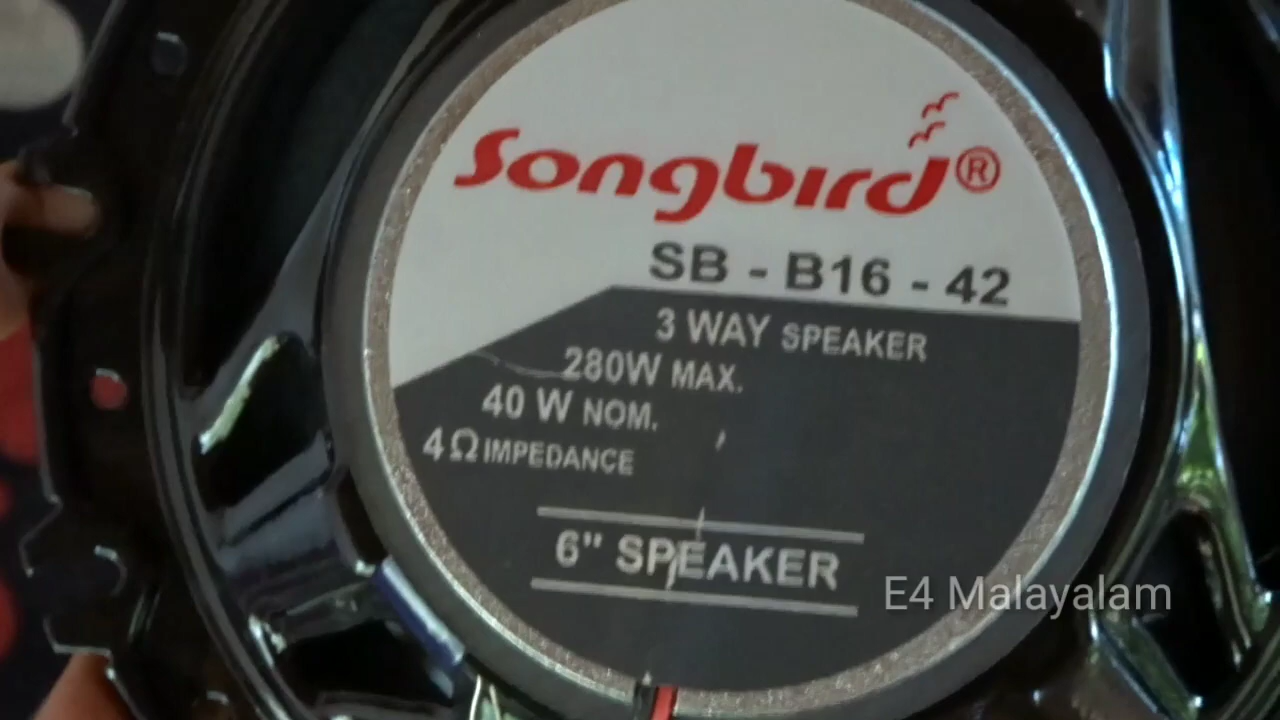 Songbird®
SB - B16 - 42
3 WAY SPEAKER
280W MAX.
40 W NOM.
4Ω IMPEDANCE
6" SPEAKER
E4 Malayalam